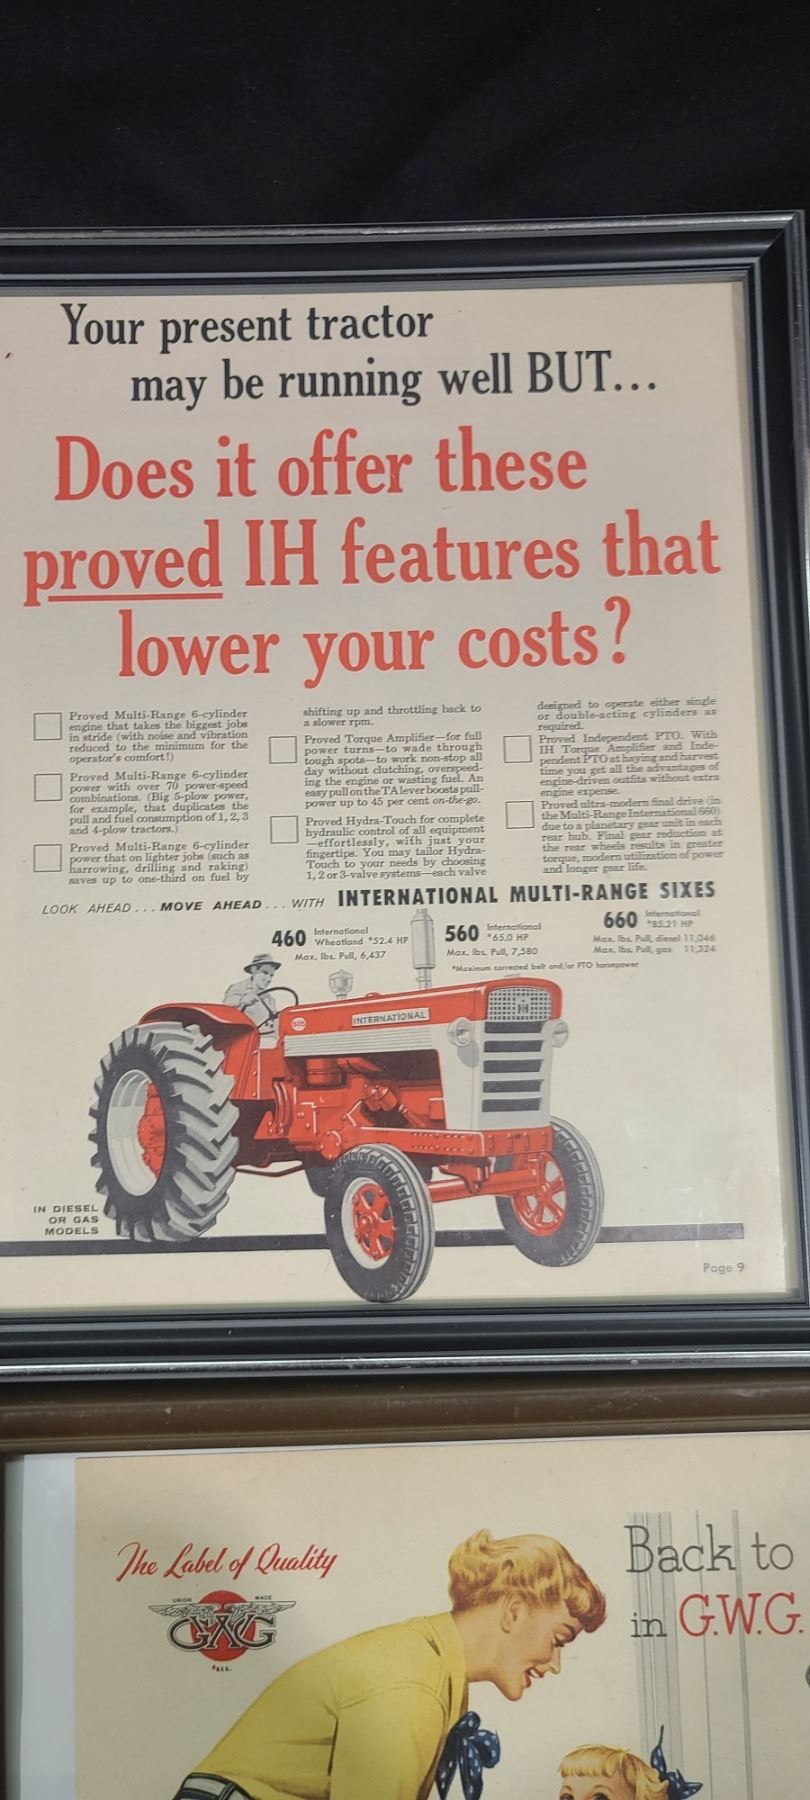 Your present tractor
may be running well BUT...
Does it offer these
proved IH features that
lower your costs?
Proved Multi-Range 6-cylinder
engine that takes the biggest jobs
in stride (with noise and vibration
reduced to the minimum for the
operator's comfort!)
Proved Multi-Range 6-cylinder
power with over 70 power-speed
combinations. (Big 5-plow power,
for example, that duplicates the
pull and fuel consumption of 1, 2, 3
and 4-plow tractors.)
Proved Multi-Range 6-cylinder
power that on lighter jobs (such as
harrowing, drilling and raking)
saves up to one-third on fuel by
shifting up and throttling back to
a slower rpm.
Proved Torque Amplifier—for full
power turns—to wade through
tough spots—to work non-stop all
day without clutching, overspeed-
ing the engine or wasting fuel. An
easy pull on the TA lever boosts pull-
power up to 45 per cent on-the-go.
Proved Hydra-Touch for complete
hydraulic control of all equipment
—effortlessly, with just your
fingertips. You may tailor Hydra-
Touch to your needs by choosing
1, 2 or 3-valve systems—each valve
designed to operate either single
or double-acting cylinders as
required.
Proved Independent PTO. With
IH Torque Amplifier and Inde-
pendent PTO at haying and harvest
time you get all the advantages of
engine-driven outfits without extra
engine expense.
Proved ultra-modern final drive (in
the Multi-Range International 660)
due to a planetary gear unit in each
rear hub. Final gear reduction at
the rear wheels results in greater
torque, modern utilization of power
and longer gear life.
LOOK AHEAD... MOVE AHEAD... WITH INTERNATIONAL MULTI-RANGE SIXES
460 International
Wheatland *52.4 HP
Max. lbs. Pull, 6,437
560 International
*65.0 HP
Max. lbs. Pull, 7,580
660 International
*85.21 HP
Max. lbs. Pull, diesel 11,046
Max. lbs. Pull, gas 11,324
*Maximum corrected belt and/or PTO horsepower
INTERNATIONAL
IH
IN DIESEL
OR GAS
MODELS
Page 9
The Label of Quality
UNION MADE
GWG
REG.
Back to
in G.W.G.